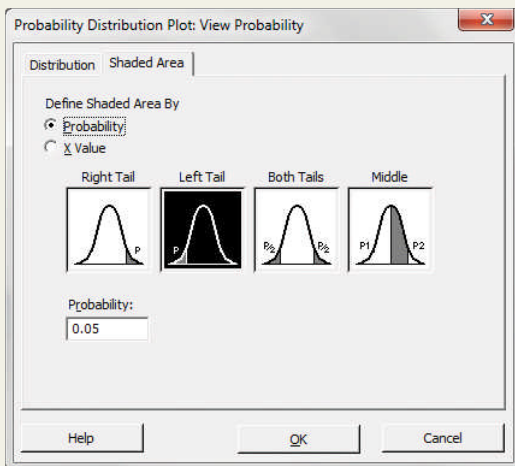 Probability Distribution Plot: View Probability
X
Distribution Shaded Area
Define Shaded Area By
Probability
X Value
Right Tail Left Tail Both Tails Middle
P P P/2 P/2 P1 P2
Probability:
0.05
Help OK Cancel